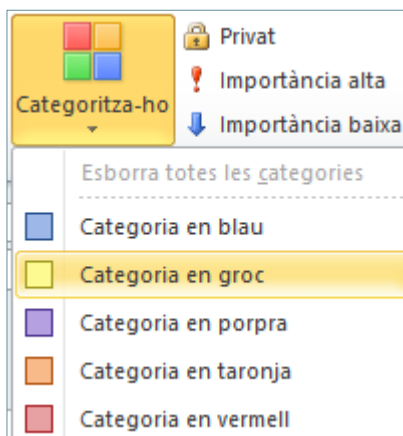 Categoritza-ho
Privat
Importància alta
Importància baixa
Esborra totes les categories
Categoria en blau
Categoria en groc
Categoria en porpra
Categoria en taronja
Categoria en vermell